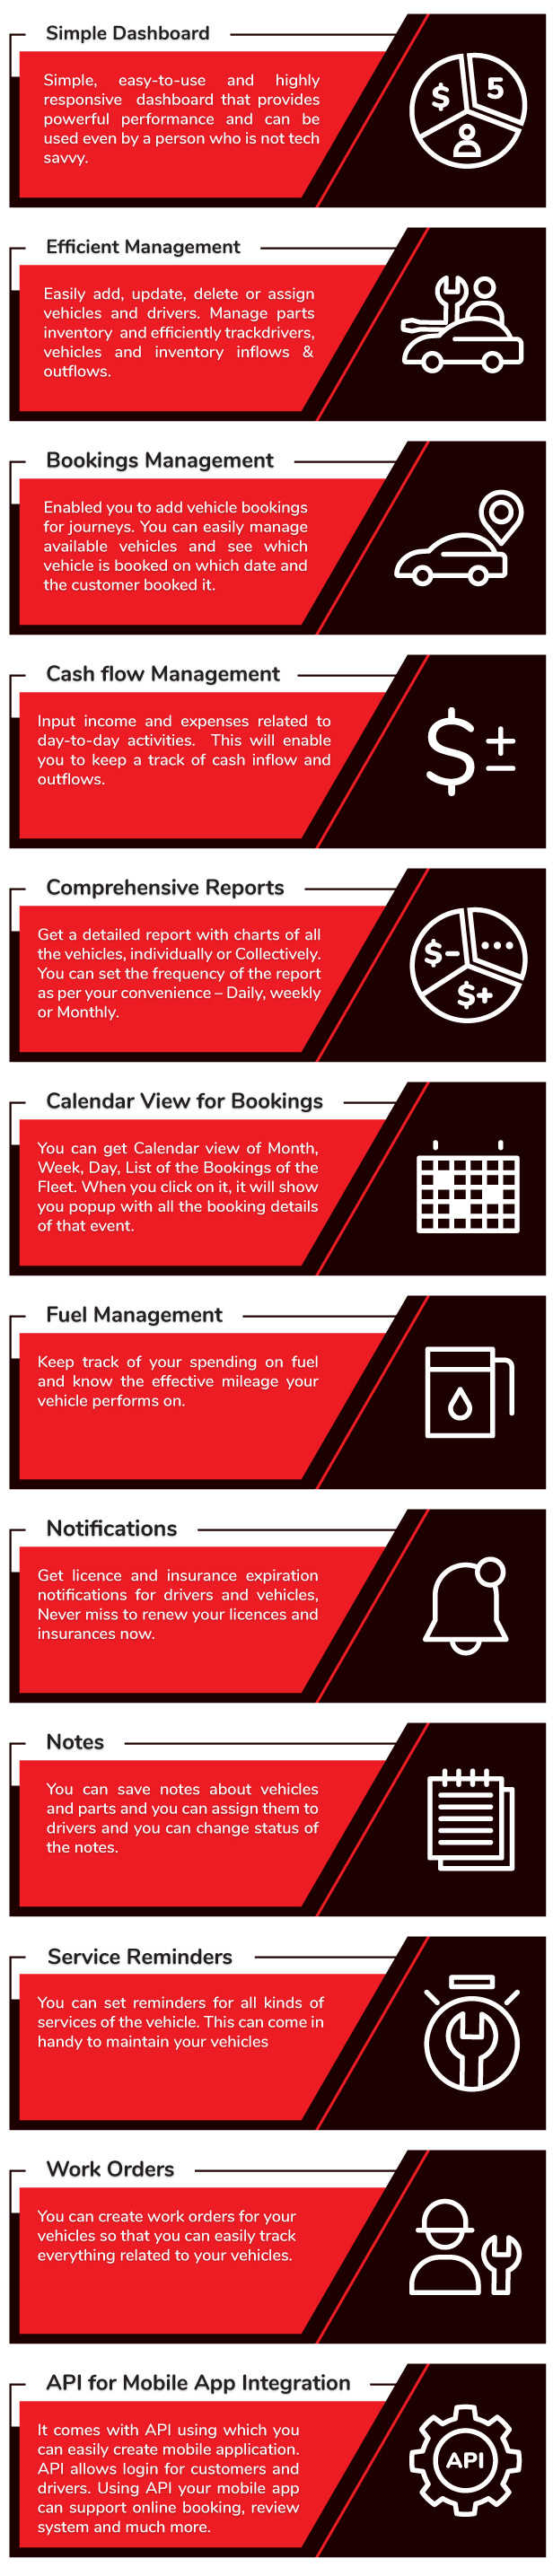 Simple Dashboard
Simple, easy-to-use and highly
responsive dashboard that provides
powerful performance and can be
used even by a person who is not tech
savvy.
$ 5
Efficient Management
Easily add, update, delete or assign
vehicles and drivers. Manage parts
inventory and efficiently trackdrivers,
vehicles and inventory inflows &
outflows.
Bookings Management
Enabled you to add vehicle bookings
for journeys. You can easily manage
available vehicles and see which
vehicle is booked on which date and
the customer booked it.
Cash flow Management
Input income and expenses related to
day-to-day activities. This will enable
you to keep a track of cash inflow and
outflows.
$±
Comprehensive Reports
Get a detailed report with charts of all
the vehicles, individually or Collectively.
You can set the frequency of the report
as per your convenience – Daily, weekly
or Monthly.
$- ...
$+
Calendar View for Bookings
You can get Calendar view of Month,
Week, Day, List of the Bookings of the
Fleet. When you click on it, it will show
you popup with all the booking details
of that event.
Fuel Management
Keep track of your spending on fuel
and know the effective mileage your
vehicle performs on.
Notifications
Get licence and insurance expiration
notifications for drivers and vehicles,
Never miss to renew your licences and
insurances now.
Notes
You can save notes about vehicles
and parts and you can assign them to
drivers and you can change status of
the notes.
Service Reminders
You can set reminders for all kinds of
services of the vehicle. This can come in
handy to maintain your vehicles
Work Orders
You can create work orders for your
vehicles so that you can easily track
everything related to your vehicles.
API for Mobile App Integration
It comes with API using which you
can easily create mobile application.
API allows login for customers and
drivers. Using API your mobile app
can support online booking, review
system and much more.
API